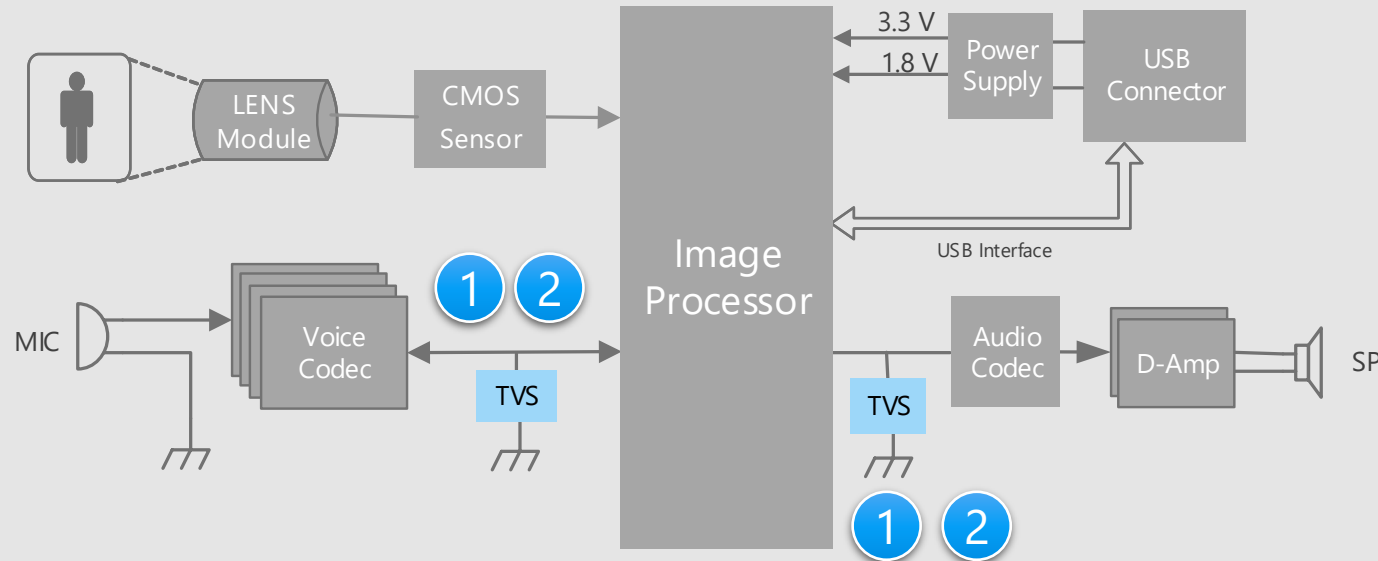 3.3 V
1.8 V
Power
Supply
USB
Connector
LENS
Module
CMOS
Sensor
USB Interface
Image
Processor
1
2
MIC
Voice
Codec
TVS
Audio
Codec
D-Amp
SP
TVS
1
2